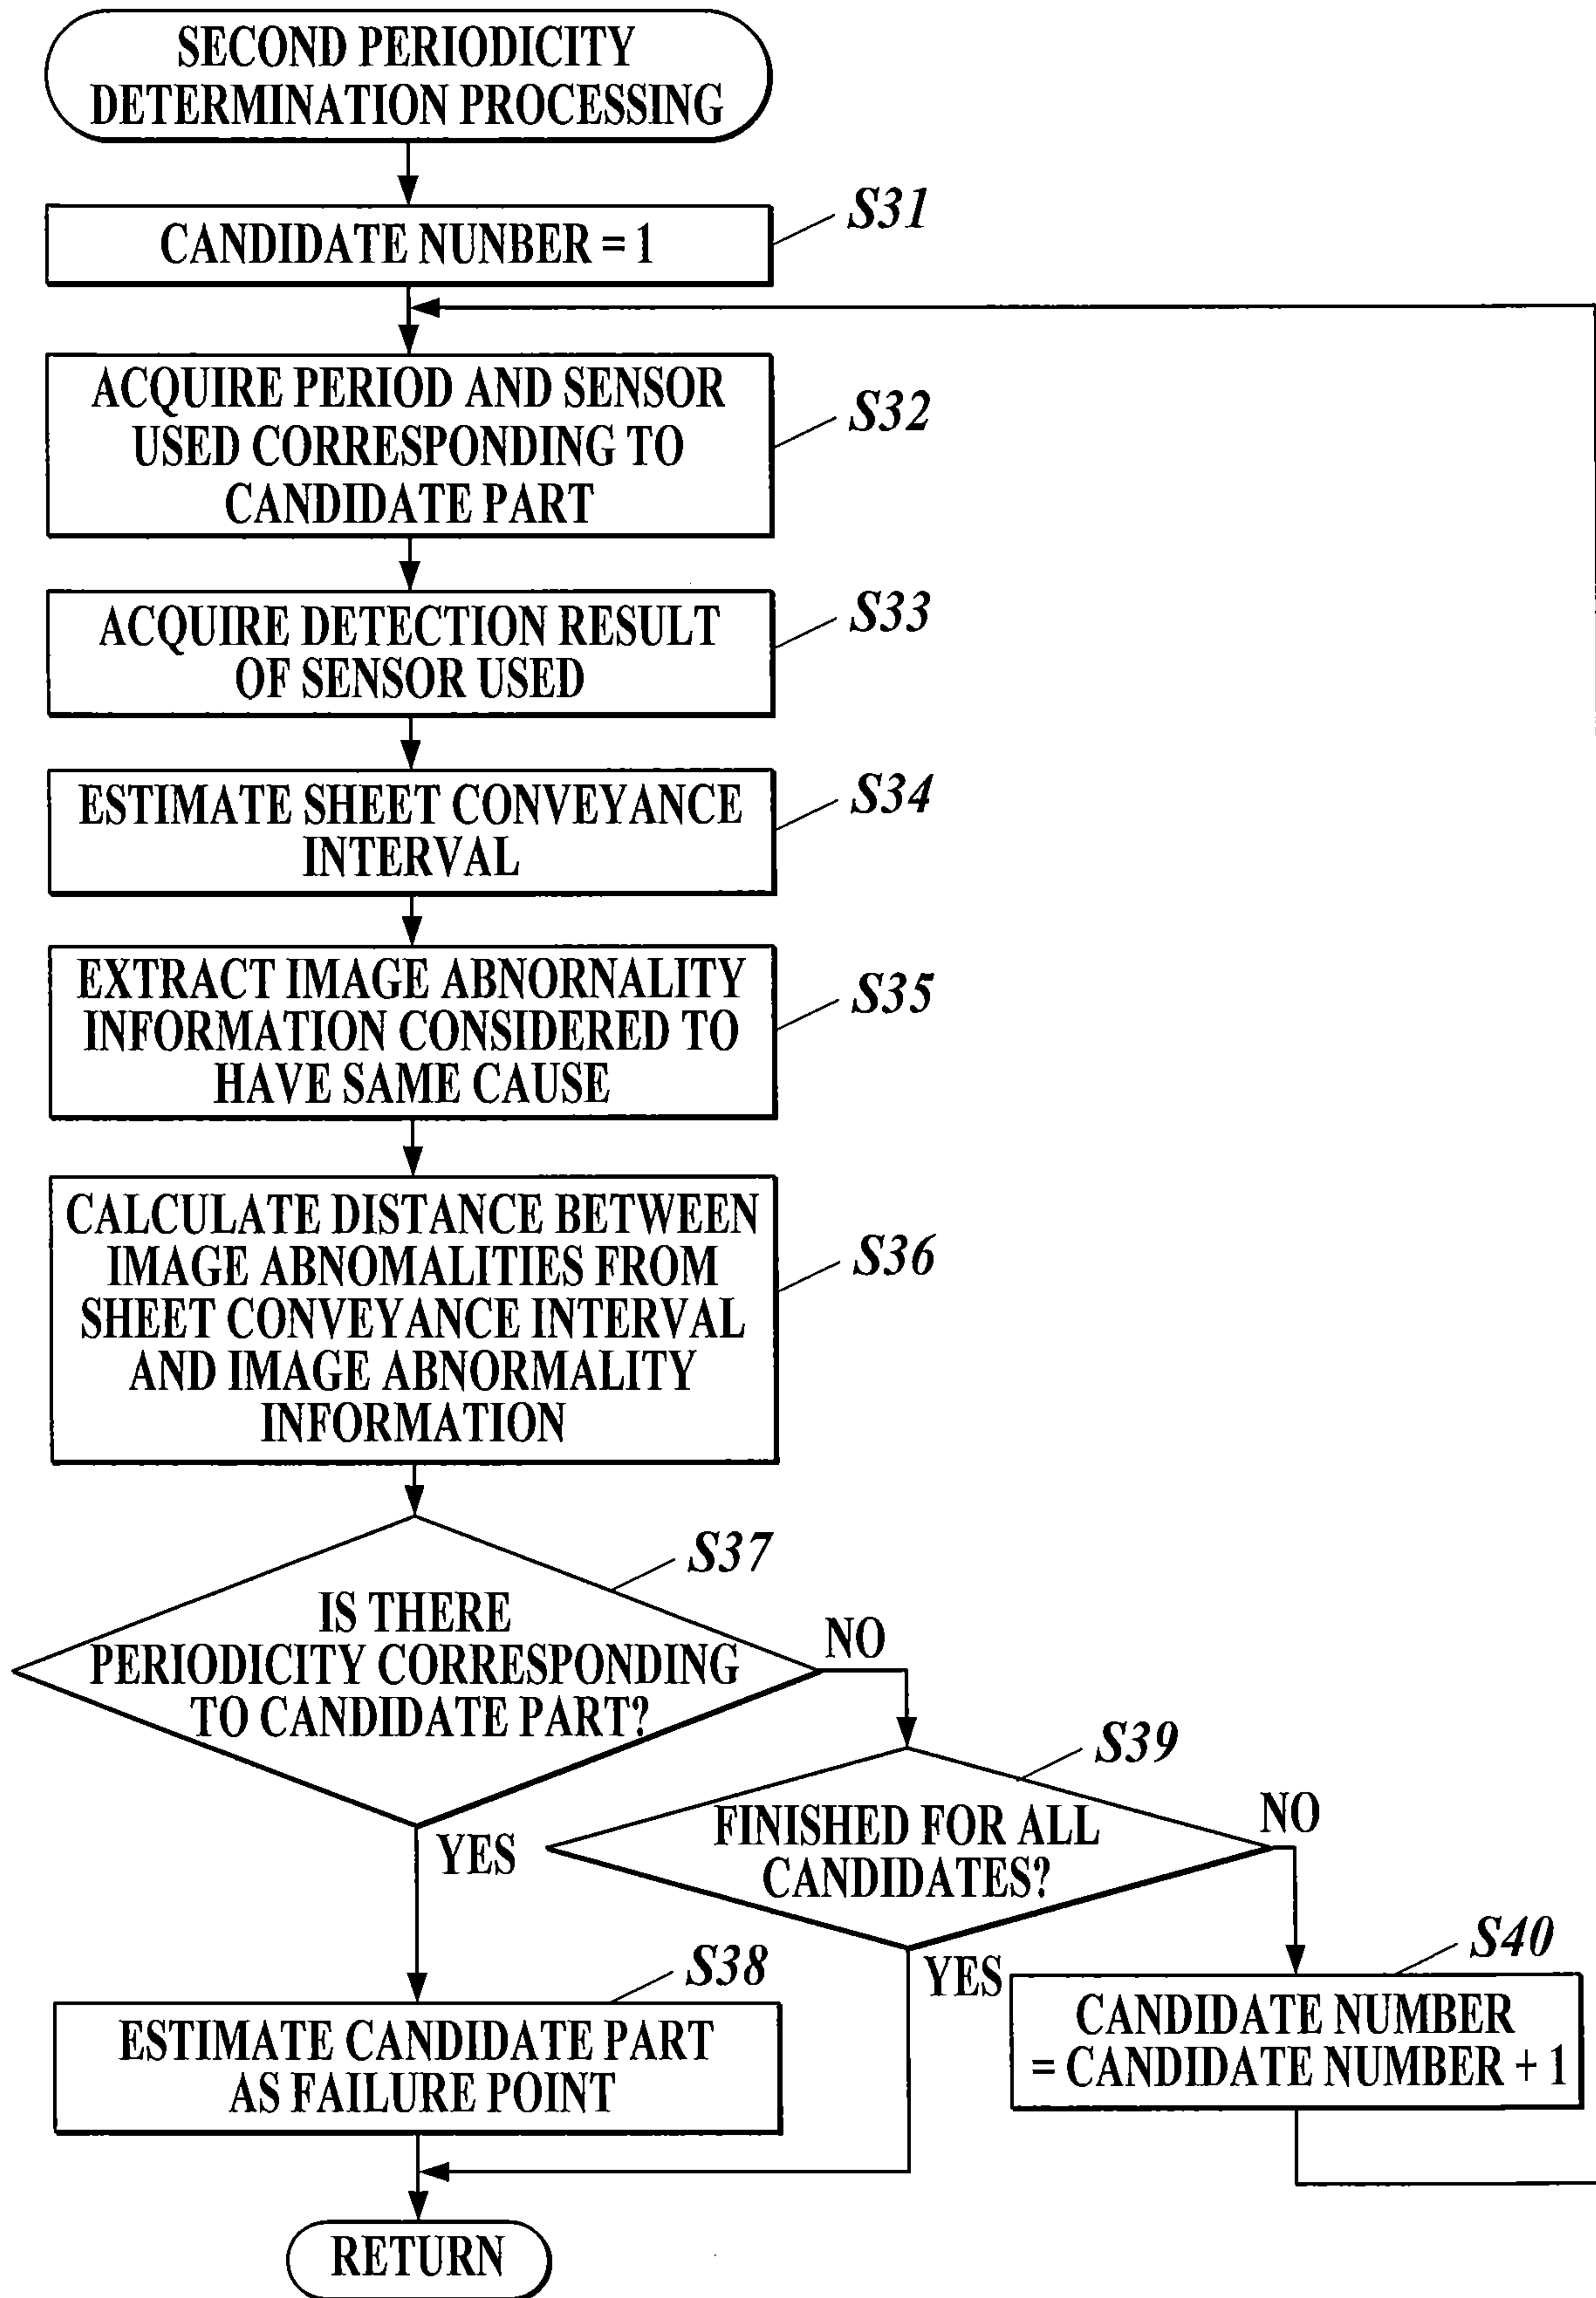 SECOND PERIODICITY
DETERMINATION PROCESSING
S31
CANDIDATE NUNBER = 1
ACQUIRE PERIOD AND SENSOR
USED CORRESPONDING TO
CANDIDATE PART
S32
ACQUIRE DETECTION RESULT
OF SENSOR USED
S33
ESTIMATE SHEET CONVEYANCE
INTERVAL
S34
EXTRACT IMAGE ABNORNALITY
INFORMATION CONSIDERED TO
HAVE SAME CAUSE
S35
CALCULATE DISTANCE BETWEEN
IMAGE ABNOMALITIES FROM
SHEET CONVEYANCE INTERVAL
AND IMAGE ABNORMALITY
INFORMATION
S36
S37
IS THERE
PERIODICITY CORRESPONDING
TO CANDIDATE PART?
NO
YES
S39
FINISHED FOR ALL
CANDIDATES?
NO
YES
S38
ESTIMATE CANDIDATE PART
AS FAILURE POINT
S40
CANDIDATE NUMBER
= CANDIDATE NUMBER + 1
RETURN